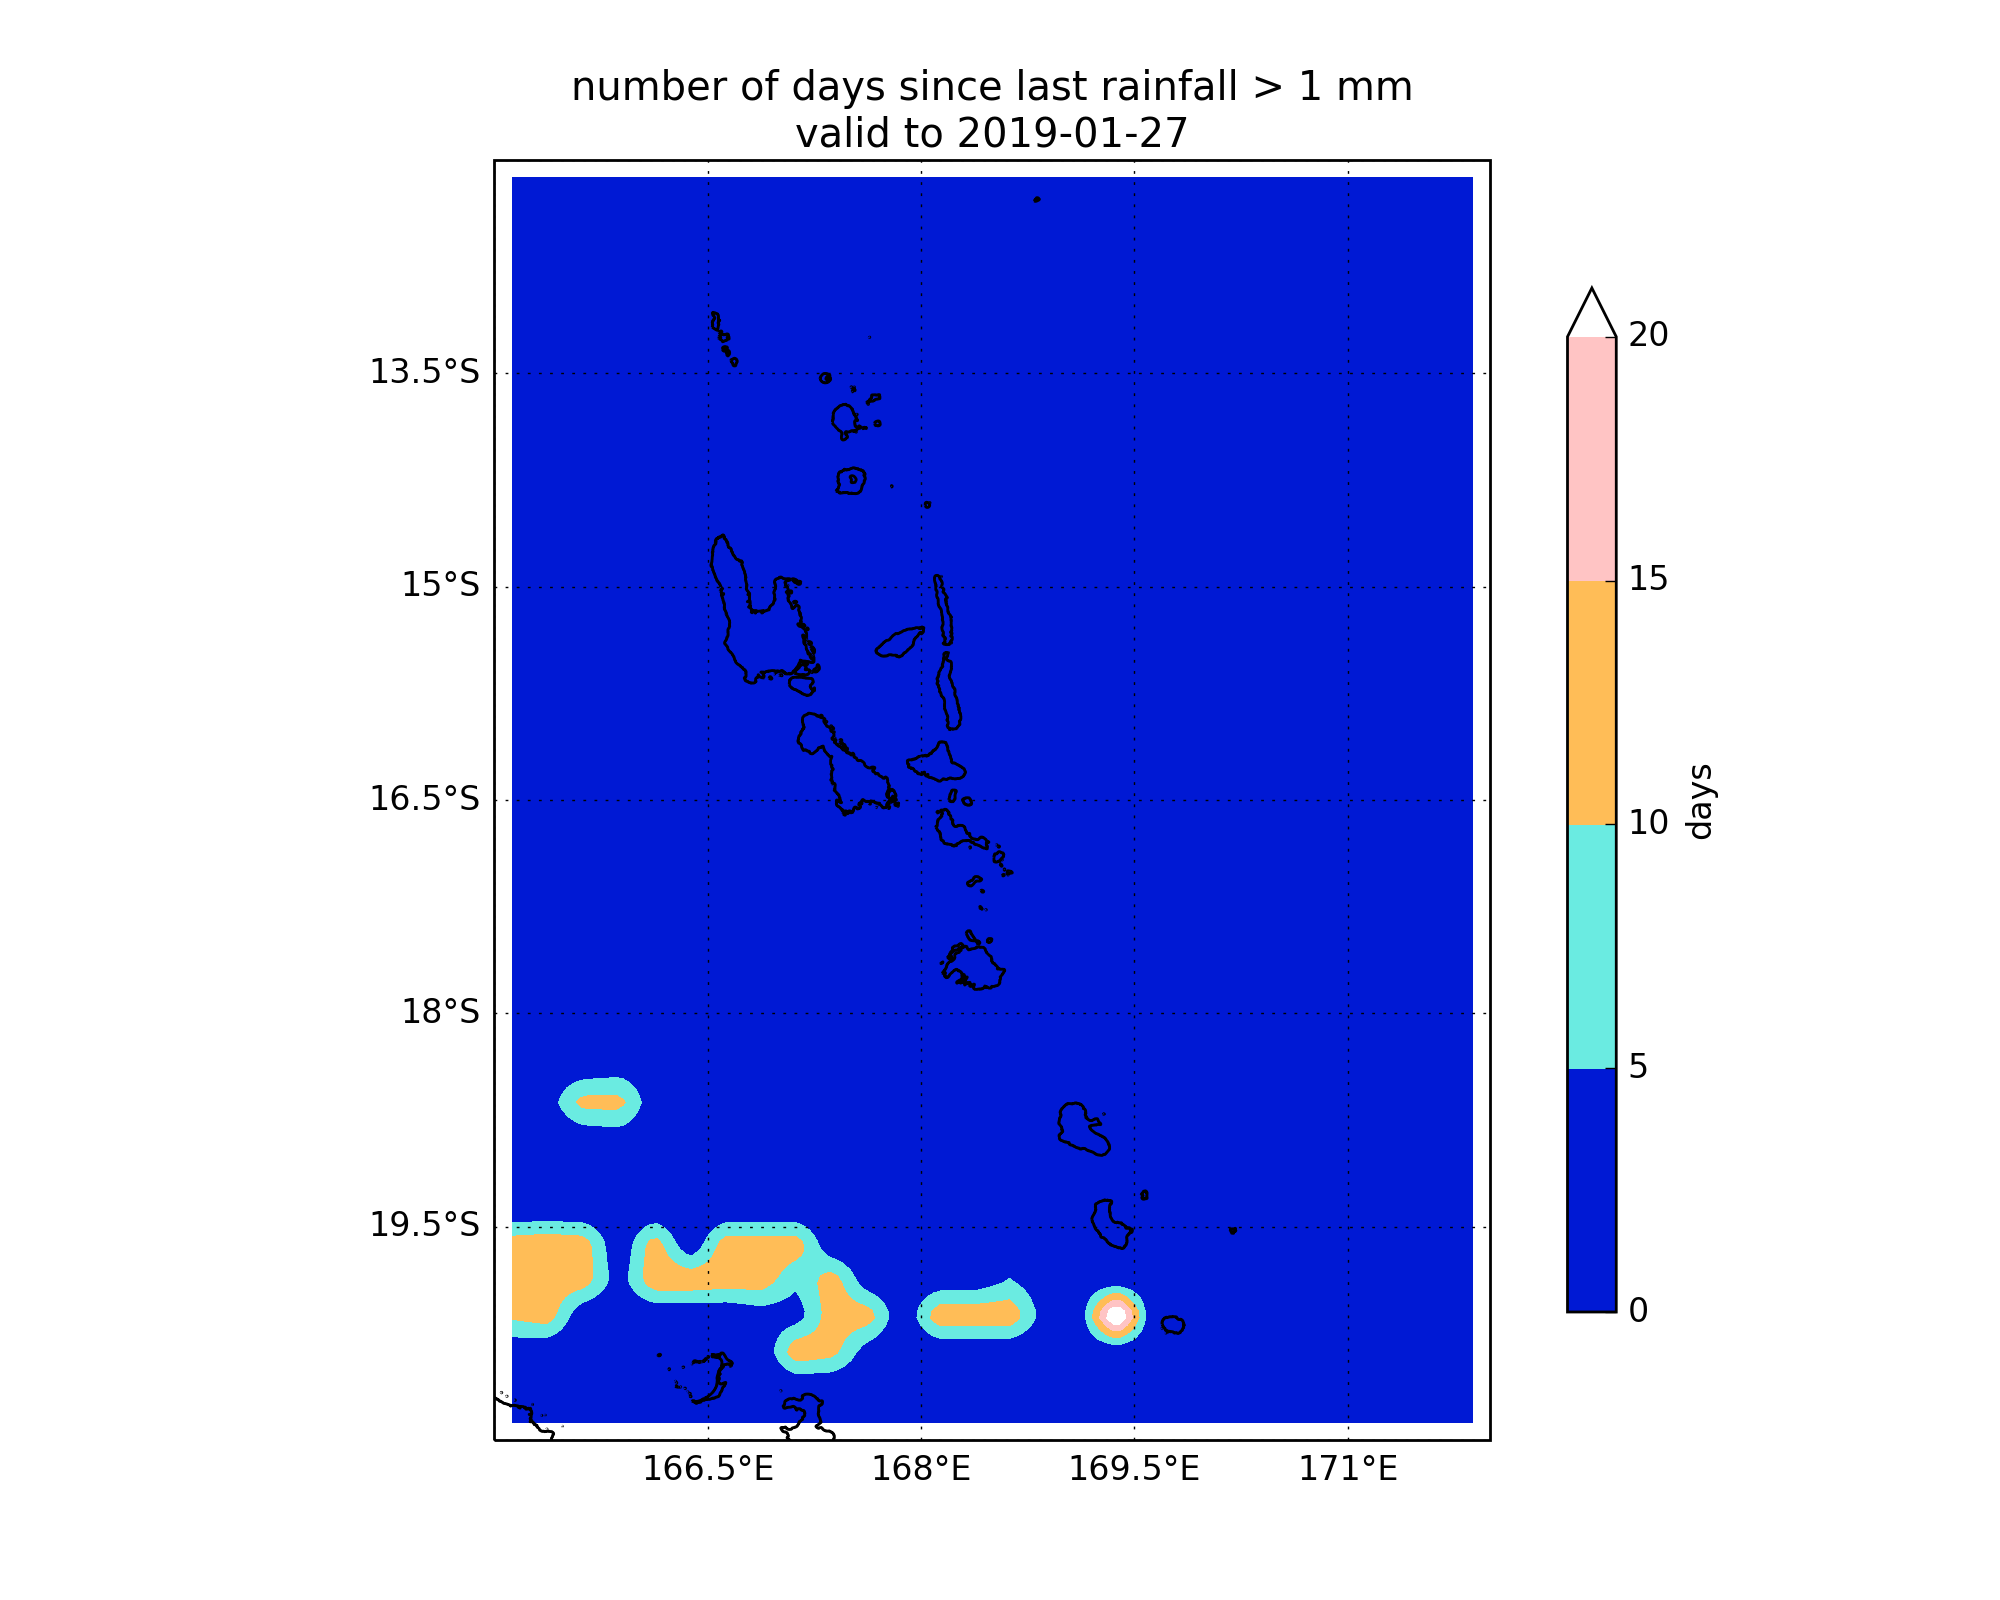 number of days since last rainfall > 1 mm
valid to 2019-01-27
13.5°S
15°S
16.5°S
18°S
19.5°S
166.5°E
168°E
169.5°E
171°E
20
15
10
5
0
days